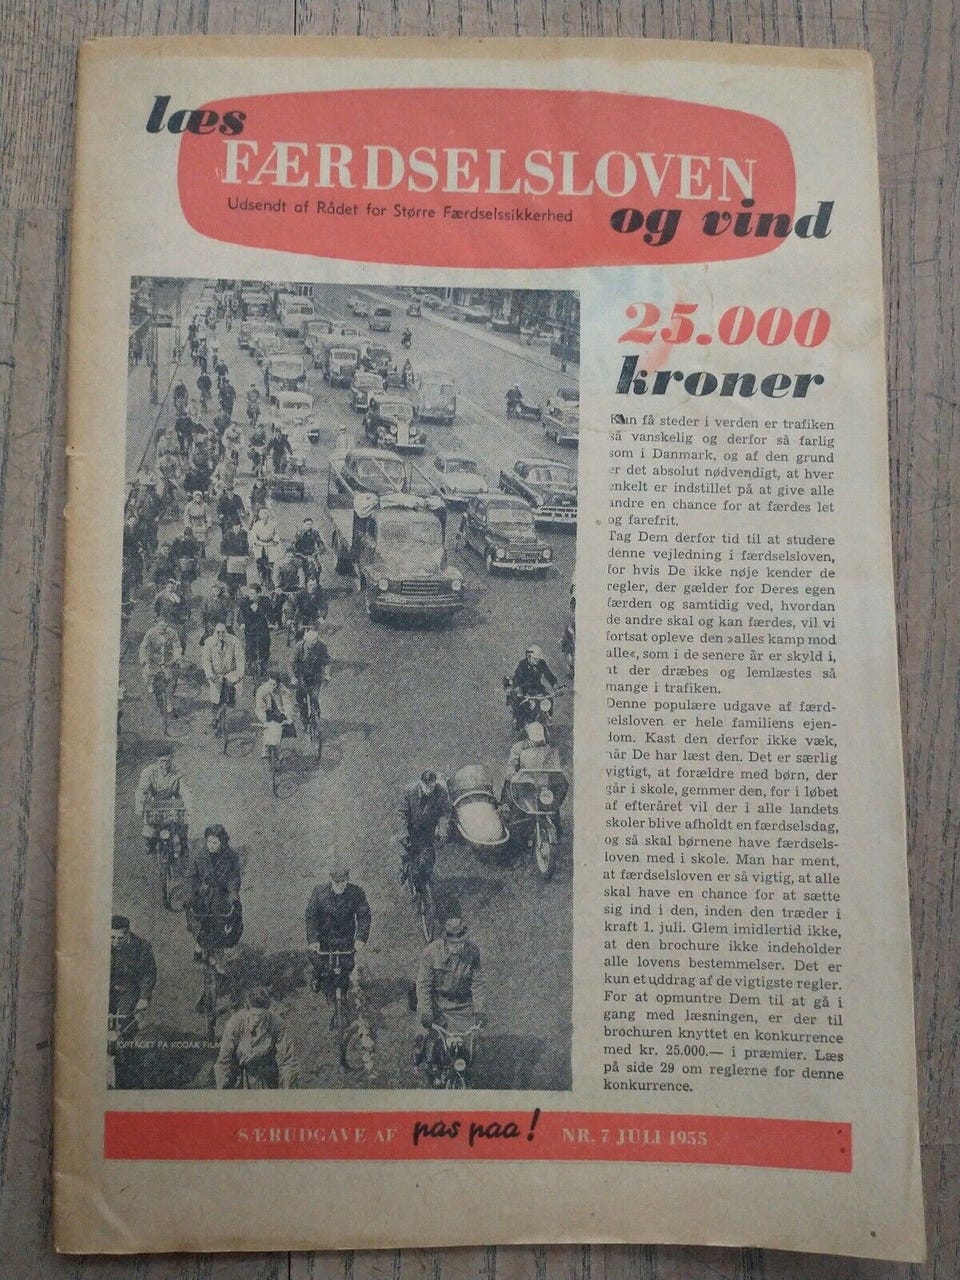 læs
FÆRDSELSLOVEN
Udsendt af Rådet for Større Færdselssikkerhed
og vind
25.000
kroner
Kun få steder i verden er trafiken
så vanskelig og derfor så farlig
som i Danmark, og af den grund
er det absolut nødvendigt, at hver
enkelt er indstillet på at give alle
andre en chance for at færdes let
og farefrit.
Tag Dem derfor tid til at studere
denne vejledning i færdselsloven,
for hvis De ikke nøje kender de
regler, der gælder for Deres egen
færden og samtidig ved, hvordan
de andre skal og kan færdes, vil vi
fortsat opleve den »alles kamp mod
alle«, som i de senere år er skyld i,
at der dræbes og lemlæstes så
mange i trafiken.
Denne populære udgave af færd-
selsloven er hele familiens ejen-
dom. Kast den derfor ikke væk,
når De har læst den. Det er særlig
vigtigt, at forældre med børn, der
går i skole, gemmer den, for i løbet
af efteråret vil der i alle landets
skoler blive afholdt en færdselsdag,
og så skal børnene have færdsels-
loven med i skole. Man har ment,
at færdselsloven er så vigtig, at alle
skal have en chance for at sætte
sig ind i den, inden den træder i
kraft 1. juli. Glem imidlertid ikke,
at den brochure ikke indeholder
alle lovens bestemmelser. Det er
kun et uddrag af de vigtigste regler.
For at opmuntre Dem til at gå i
gang med læsningen, er der til
brochuren knyttet en konkurrence
med kr. 25.000.— i præmier. Læs
på side 29 om reglerne for denne
konkurrence.
OPTAGET PÅ KODAK FILM
SÆRUDGAVE AF pas paa! NR. 7 JULI 1955